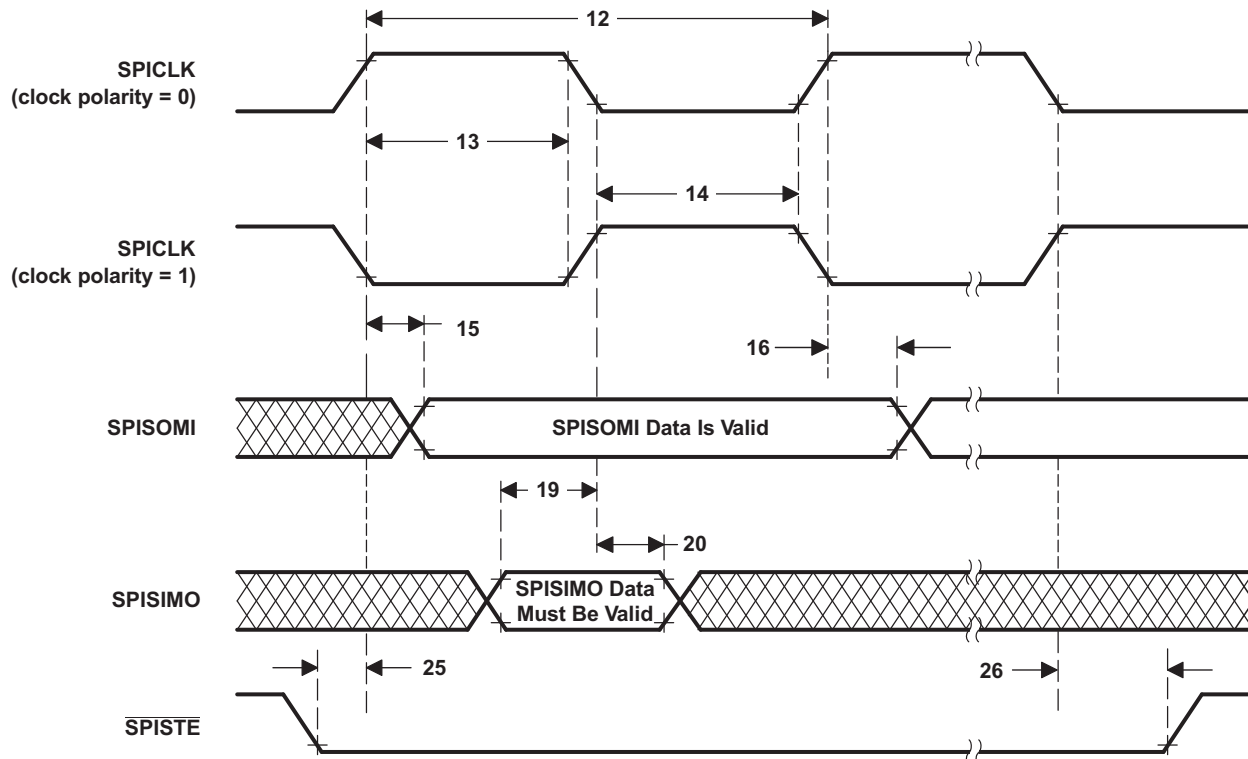 12
SPICLK
(clock polarity = 0)
13
14
SPICLK
(clock polarity = 1)
15
16
SPISOMI
SPISOMI Data Is Valid
19
20
SPISIMO
SPISIMO Data
Must Be Valid
25
26
SPISTE